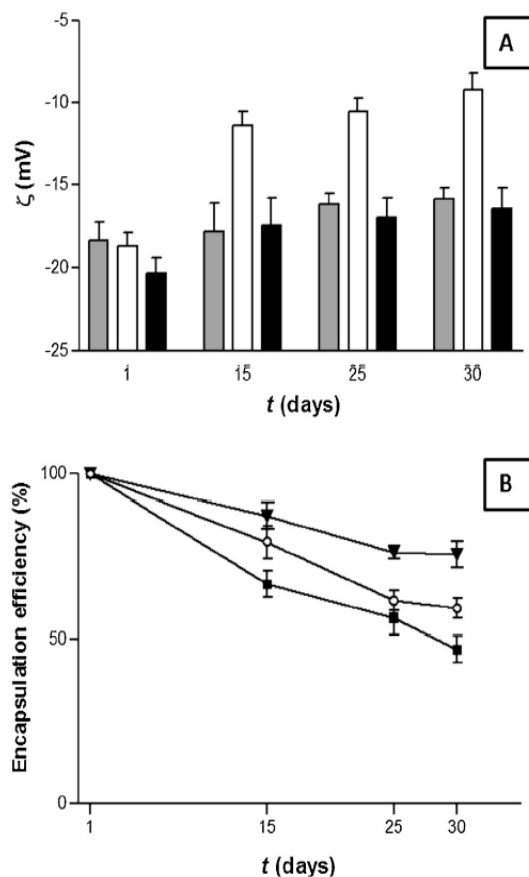 A
-5
-10
-15
-20
-25
ζ (mV)
1 15 25 30
t (days)
B
100
50
0
Encapsulation efficiency (%)
1 15 25 30
t (days)